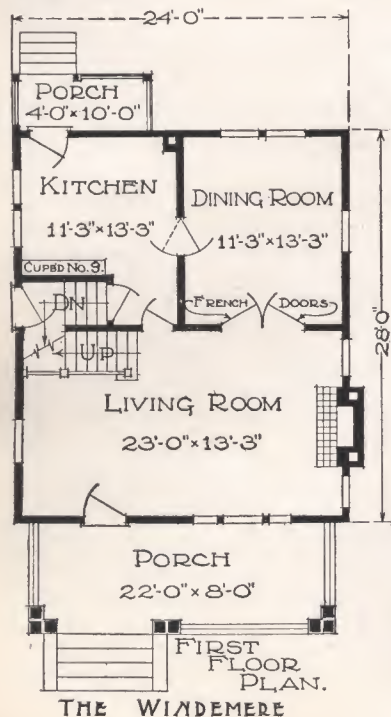 24'-0"
PORCH
4'-0" × 10'-0"
KITCHEN
11'-3" × 13'-3"
DINING ROOM
11'-3" × 13'-3"
CUPB'D NO. 9.
DN
UP
FRENCH DOORS
28'-0"
LIVING ROOM
23'-0" × 13'-3"
PORCH
22'-0" × 8'-0"
FIRST
FLOOR
PLAN.
THE WINDEMERE